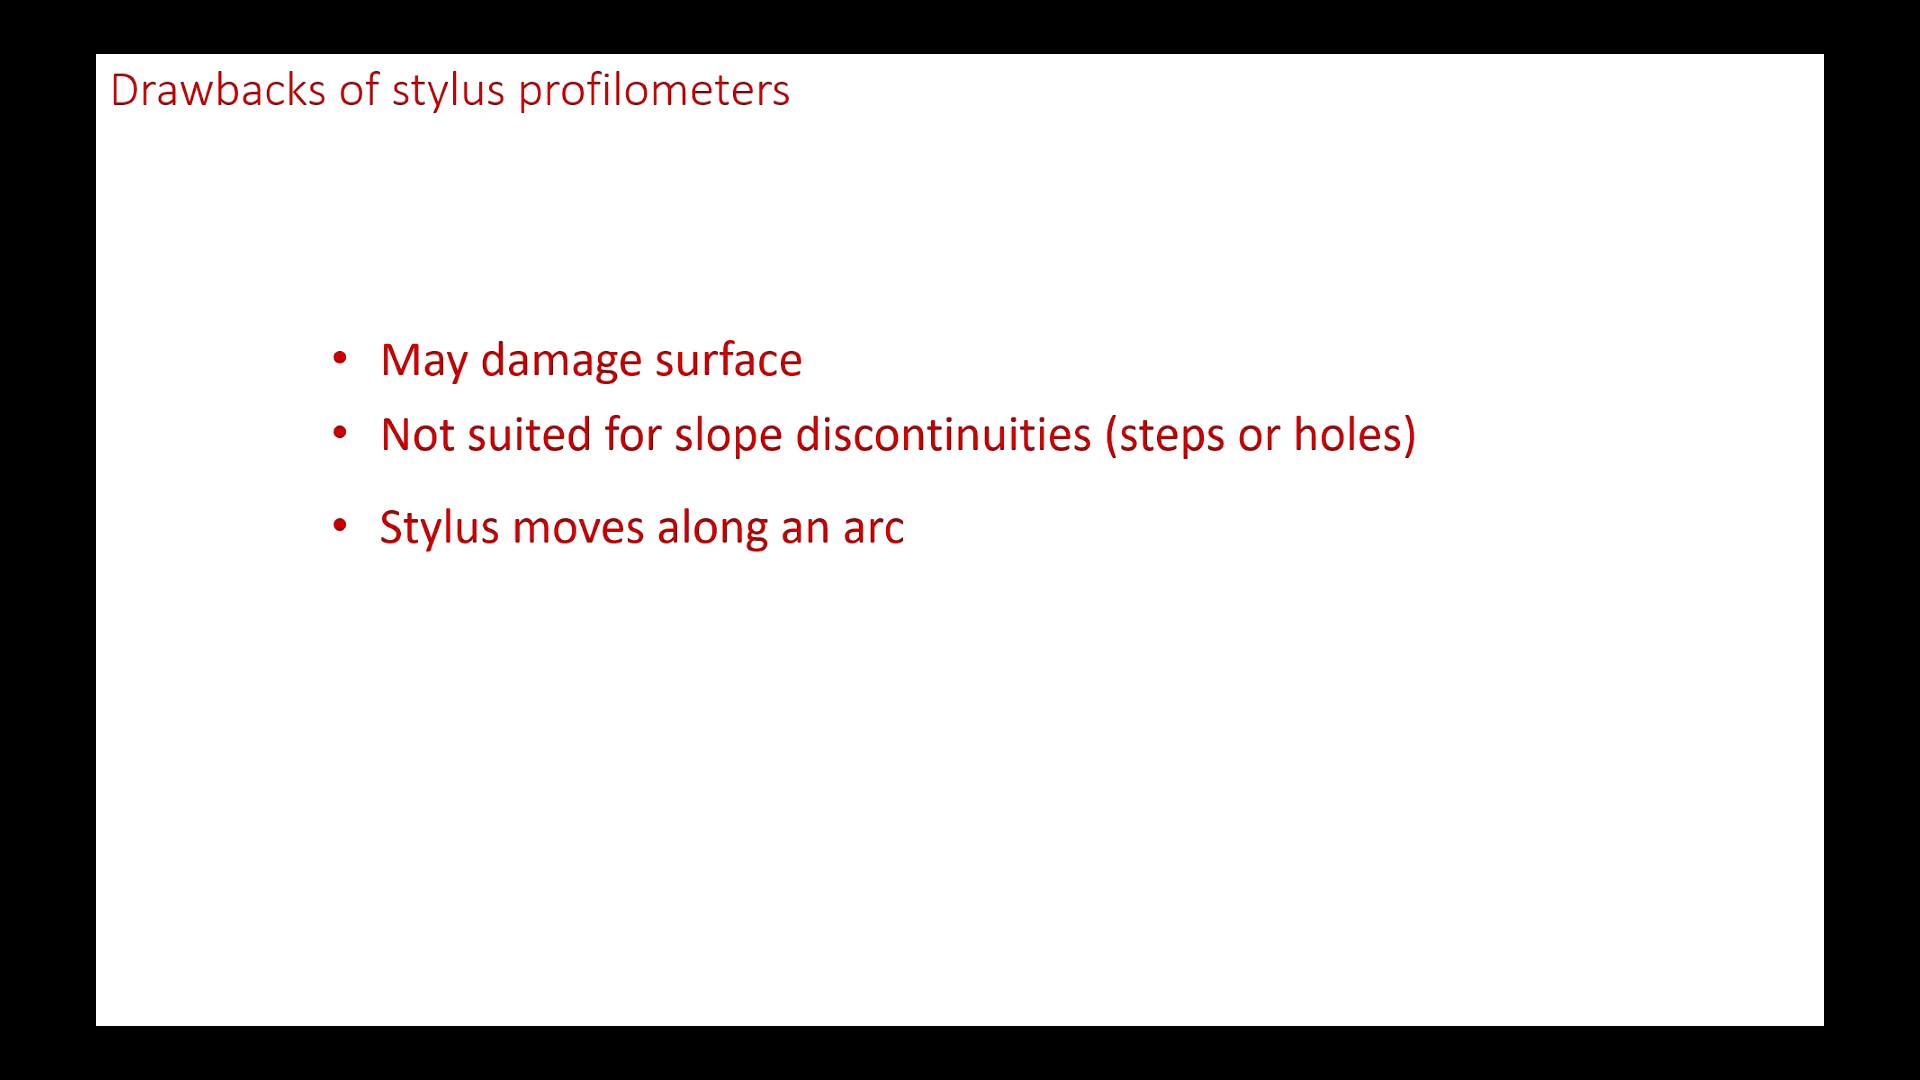 Drawbacks of stylus profilometers
• May damage surface
• Not suited for slope discontinuities (steps or holes)
• Stylus moves along an arc